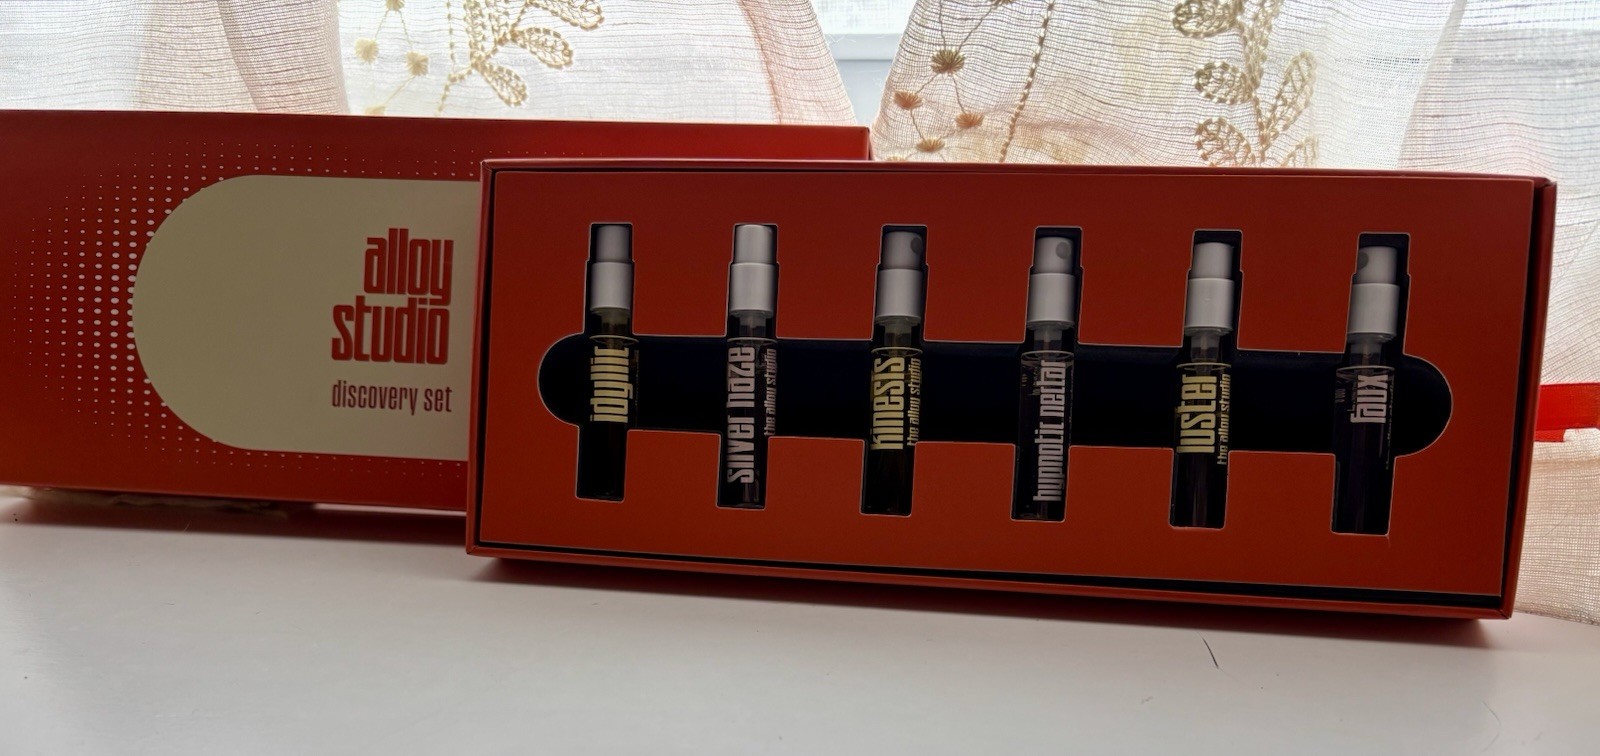 alloy
studio
discovery set
idyllic
silver haze
the alloy studio
kinesis
the alloy studio
hypnotic nectar
luster
the alloy studio
faux